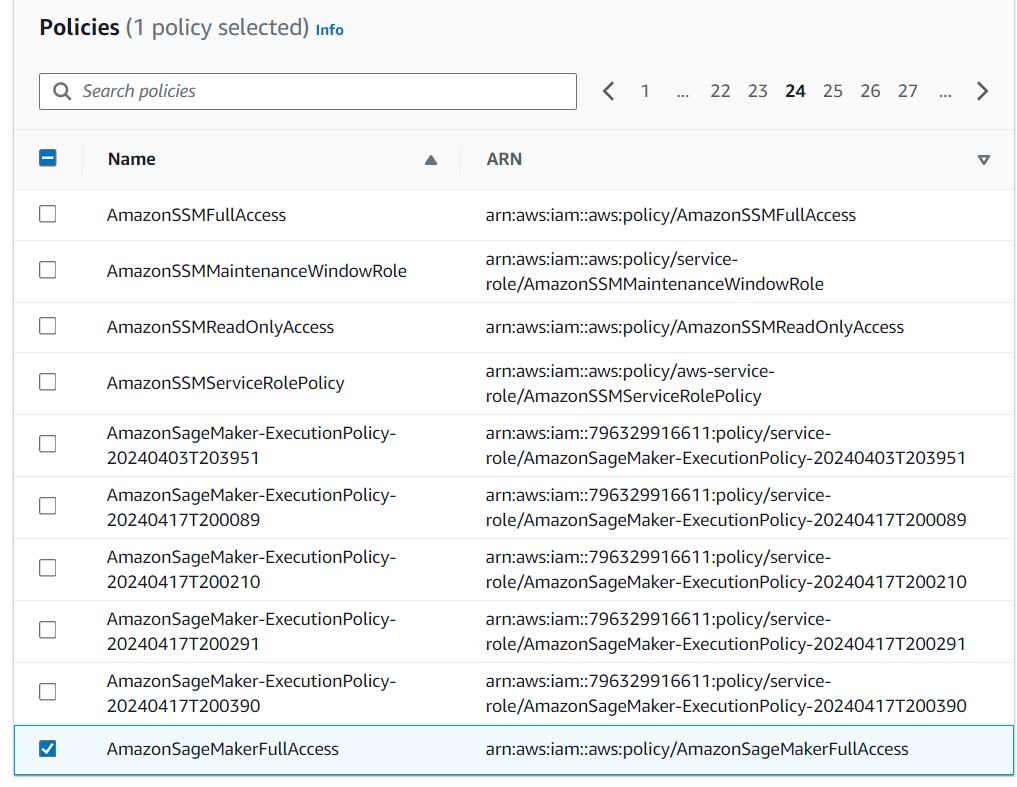 Policies (1 policy selected) Info
Search policies
1 ... 22 23 24 25 26 27 ...
Name ARN
AmazonSSMFullAccess arn:aws:iam::aws:policy/AmazonSSMFullAccess
AmazonSSMMaintenanceWindowRole arn:aws:iam::aws:policy/service-
role/AmazonSSMMaintenanceWindowRole
AmazonSSMReadOnlyAccess arn:aws:iam::aws:policy/AmazonSSMReadOnlyAccess
AmazonSSMServiceRolePolicy arn:aws:iam::aws:policy/aws-service-
role/AmazonSSMServiceRolePolicy
AmazonSageMaker-ExecutionPolicy- arn:aws:iam::796329916611:policy/service-
20240403T203951 role/AmazonSageMaker-ExecutionPolicy-20240403T203951
AmazonSageMaker-ExecutionPolicy- arn:aws:iam::796329916611:policy/service-
20240417T200089 role/AmazonSageMaker-ExecutionPolicy-20240417T200089
AmazonSageMaker-ExecutionPolicy- arn:aws:iam::796329916611:policy/service-
20240417T200210 role/AmazonSageMaker-ExecutionPolicy-20240417T200210
AmazonSageMaker-ExecutionPolicy- arn:aws:iam::796329916611:policy/service-
20240417T200291 role/AmazonSageMaker-ExecutionPolicy-20240417T200291
AmazonSageMaker-ExecutionPolicy- arn:aws:iam::796329916611:policy/service-
20240417T200390 role/AmazonSageMaker-ExecutionPolicy-20240417T200390
AmazonSageMakerFullAccess arn:aws:iam::aws:policy/AmazonSageMakerFullAccess